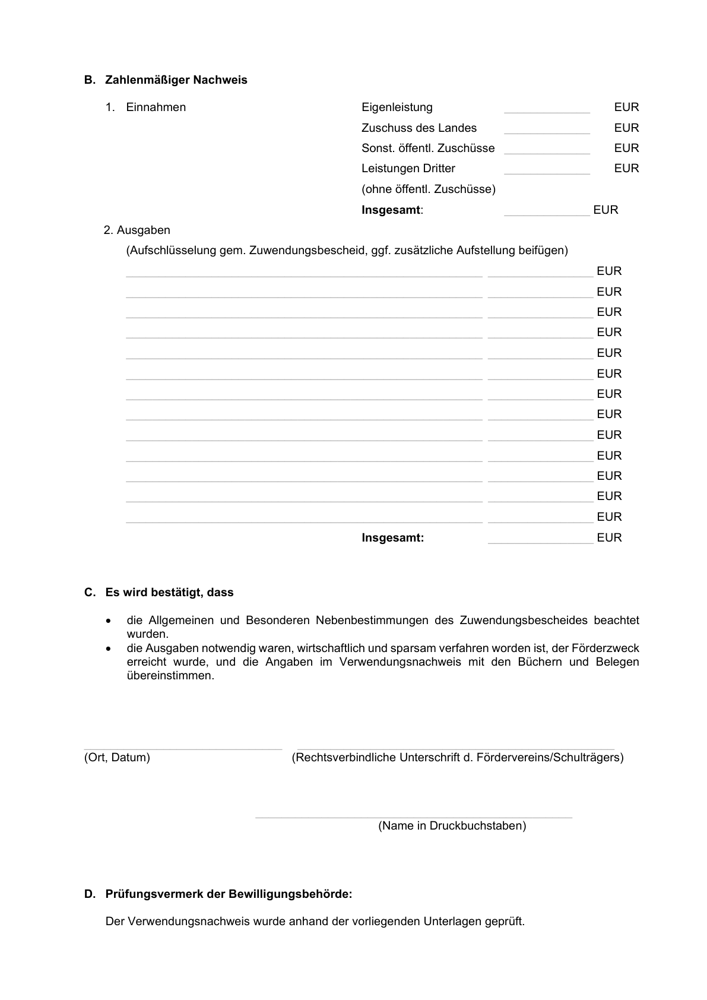 B. Zahlenmäßiger Nachweis
1. Einnahmen Eigenleistung EUR
Zuschuss des Landes EUR
Sonst. öffentl. Zuschüsse EUR
Leistungen Dritter EUR
(ohne öffentl. Zuschüsse)
Insgesamt: EUR
2. Ausgaben
(Aufschlüsselung gem. Zuwendungsbescheid, ggf. zusätzliche Aufstellung beifügen)
EUR
EUR
EUR
EUR
EUR
EUR
EUR
EUR
EUR
EUR
EUR
EUR
EUR
Insgesamt: EUR
C. Es wird bestätigt, dass
• die Allgemeinen und Besonderen Nebenbestimmungen des Zuwendungsbescheides beachtet
wurden.
• die Ausgaben notwendig waren, wirtschaftlich und sparsam verfahren worden ist, der Förderzweck
erreicht wurde, und die Angaben im Verwendungsnachweis mit den Büchern und Belegen
übereinstimmen.
(Ort, Datum) (Rechtsverbindliche Unterschrift d. Fördervereins/Schulträgers)
(Name in Druckbuchstaben)
D. Prüfungsvermerk der Bewilligungsbehörde:
Der Verwendungsnachweis wurde anhand der vorliegenden Unterlagen geprüft.